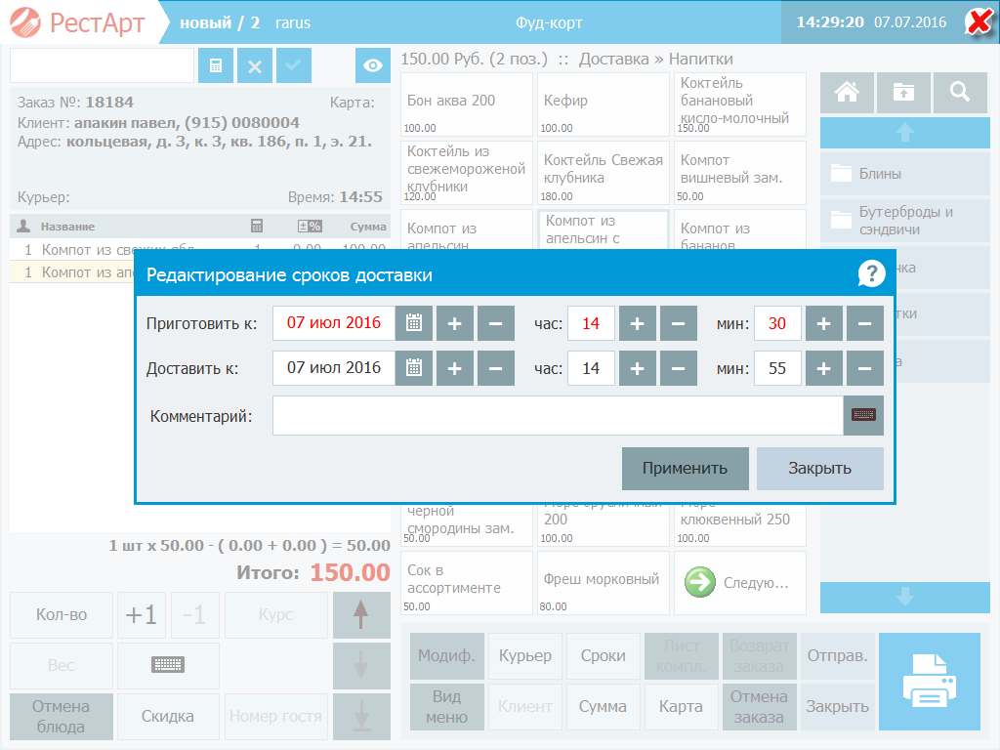 РестАрт новый / 2 rarus Фуд-корт 14:29:20 07.07.2016
150.00 Руб. (2 поз.) :: Доставка » Напитки
Заказ №: 18184 Карта:
Клиент: апакин павел, (915) 0080004
Адрес: кольцевая, д. 3, к. 3, кв. 186, п. 1, э. 21.
Курьер: Время: 14:55
Название % Сумма
1 Компот из
1 Компот из
Бон аква 200
100.00
Кефир
100.00
Коктейль
банановый
кисло-молочный
150.00
Коктейль из
свежемороженой
клубники
120.00
Коктейль Свежая
клубника
180.00
Компот
вишневый зам.
50.00
Компот из
апельсин
Компот из
апельсин с
Компот из
бананов
Блины
Бутерброды и
сэндвичи
Редактирование сроков доставки ?
Приготовить к: 07 июл 2016 + − час: 14 + − мин: 30 + −
Доставить к: 07 июл 2016 + − час: 14 + − мин: 55 + −
Комментарий:
Применить Закрыть
черной
смородины зам.
50.00
200
100.00
клюквенный 250
100.00
Сок в
ассортименте
50.00
Фреш морковный
80.00
Следую...
1 шт x 50.00 - ( 0.00 + 0.00 ) = 50.00
Итого: 150.00
Кол-во +1 -1 Курс
Вес
Отмена
блюда
Скидка Номер гостя
Модиф. Курьер Сроки
Лист
компл.
Возврат
заказа
Отправ.
Вид
меню
Клиент Сумма Карта
Отмена
заказа
Закрыть